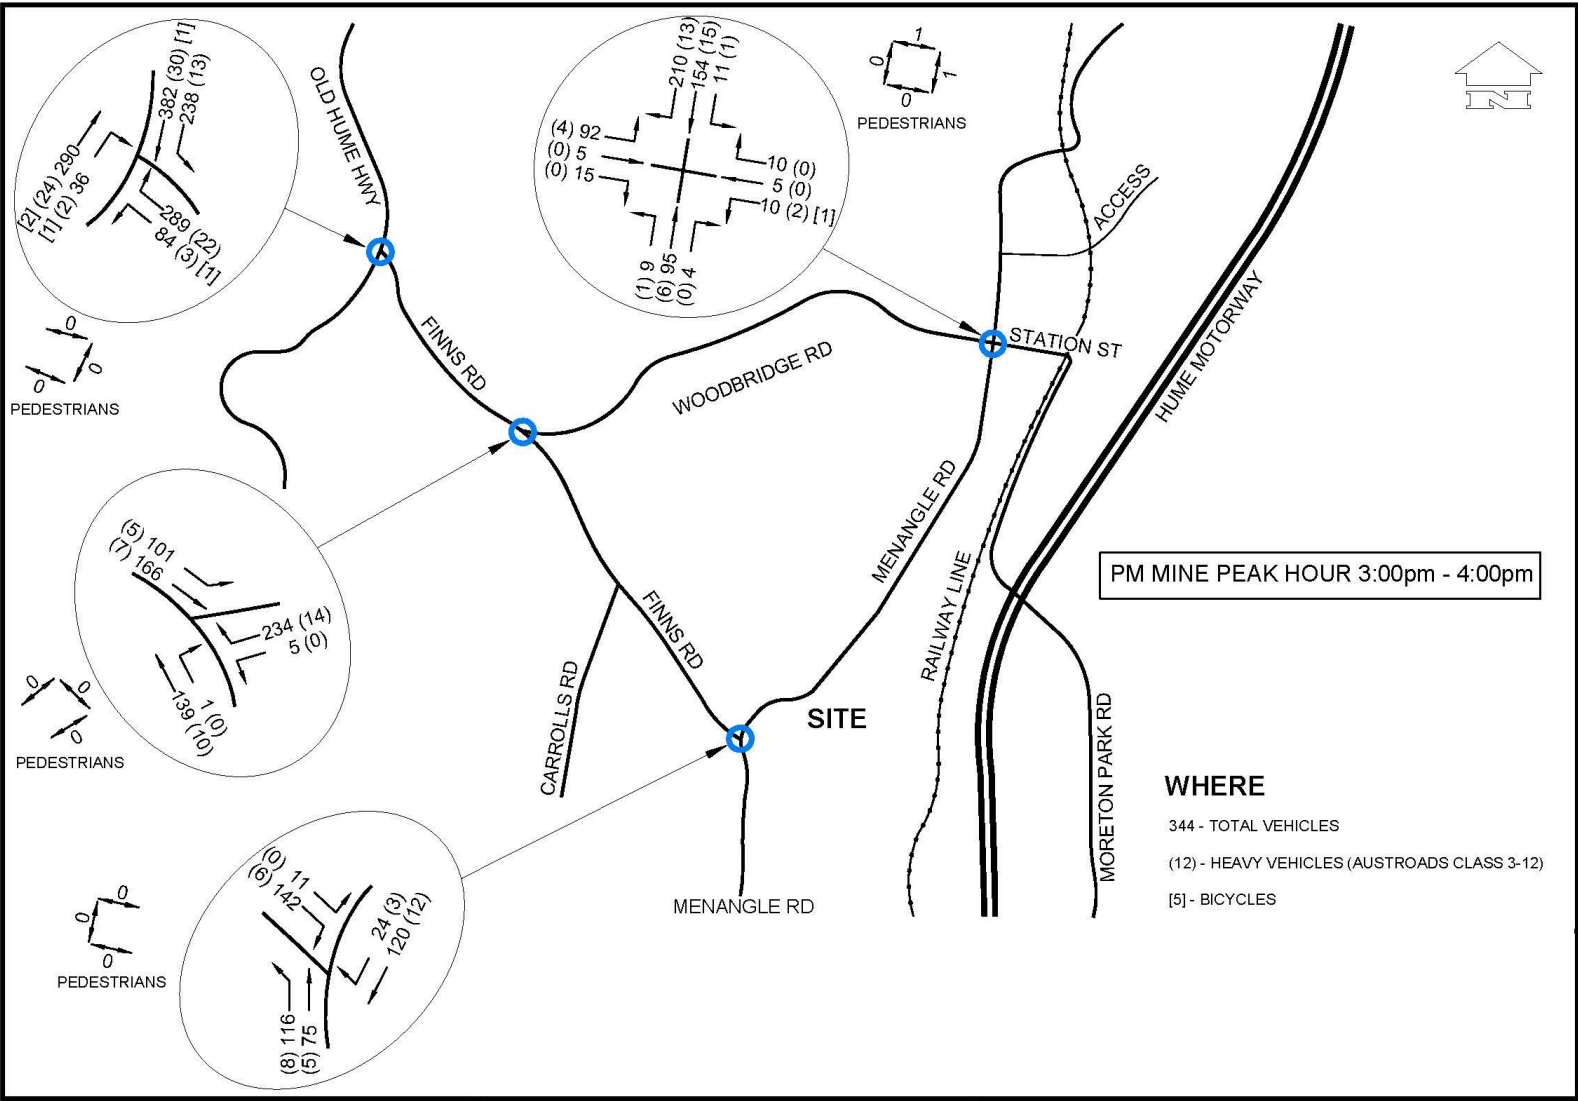 382 (30) [1]
238 (13)
[2] (24) 290
[1] (2) 36
289 (22)
84 (3) [1]
OLD HUME HWY
210 (13)
154 (15)
11 (1)
(4) 92
(0) 5
(0) 15
10 (0)
5 (0)
10 (2) [1]
(1) 9
(6) 95
(0) 4
1
0
1
0
PEDESTRIANS
N
ACCESS
0
0
0
PEDESTRIANS
FINNS RD
WOODBRIDGE RD
STATION ST
HUME MOTORWAY
MENANGLE RD
(5) 101
(7) 166
234 (14)
5 (0)
1 (0)
139 (10)
0
0
0
PEDESTRIANS
FINNS RD
CARROLLS RD
RAILWAY LINE
PM MINE PEAK HOUR 3:00pm - 4:00pm
SITE
MORETON PARK RD
(0) 11
(6) 142
24 (3)
120 (12)
(8) 116
(5) 75
0
0
0
PEDESTRIANS
MENANGLE RD
WHERE
344 - TOTAL VEHICLES
(12) - HEAVY VEHICLES (AUSTROADS CLASS 3-12)
[5] - BICYCLES